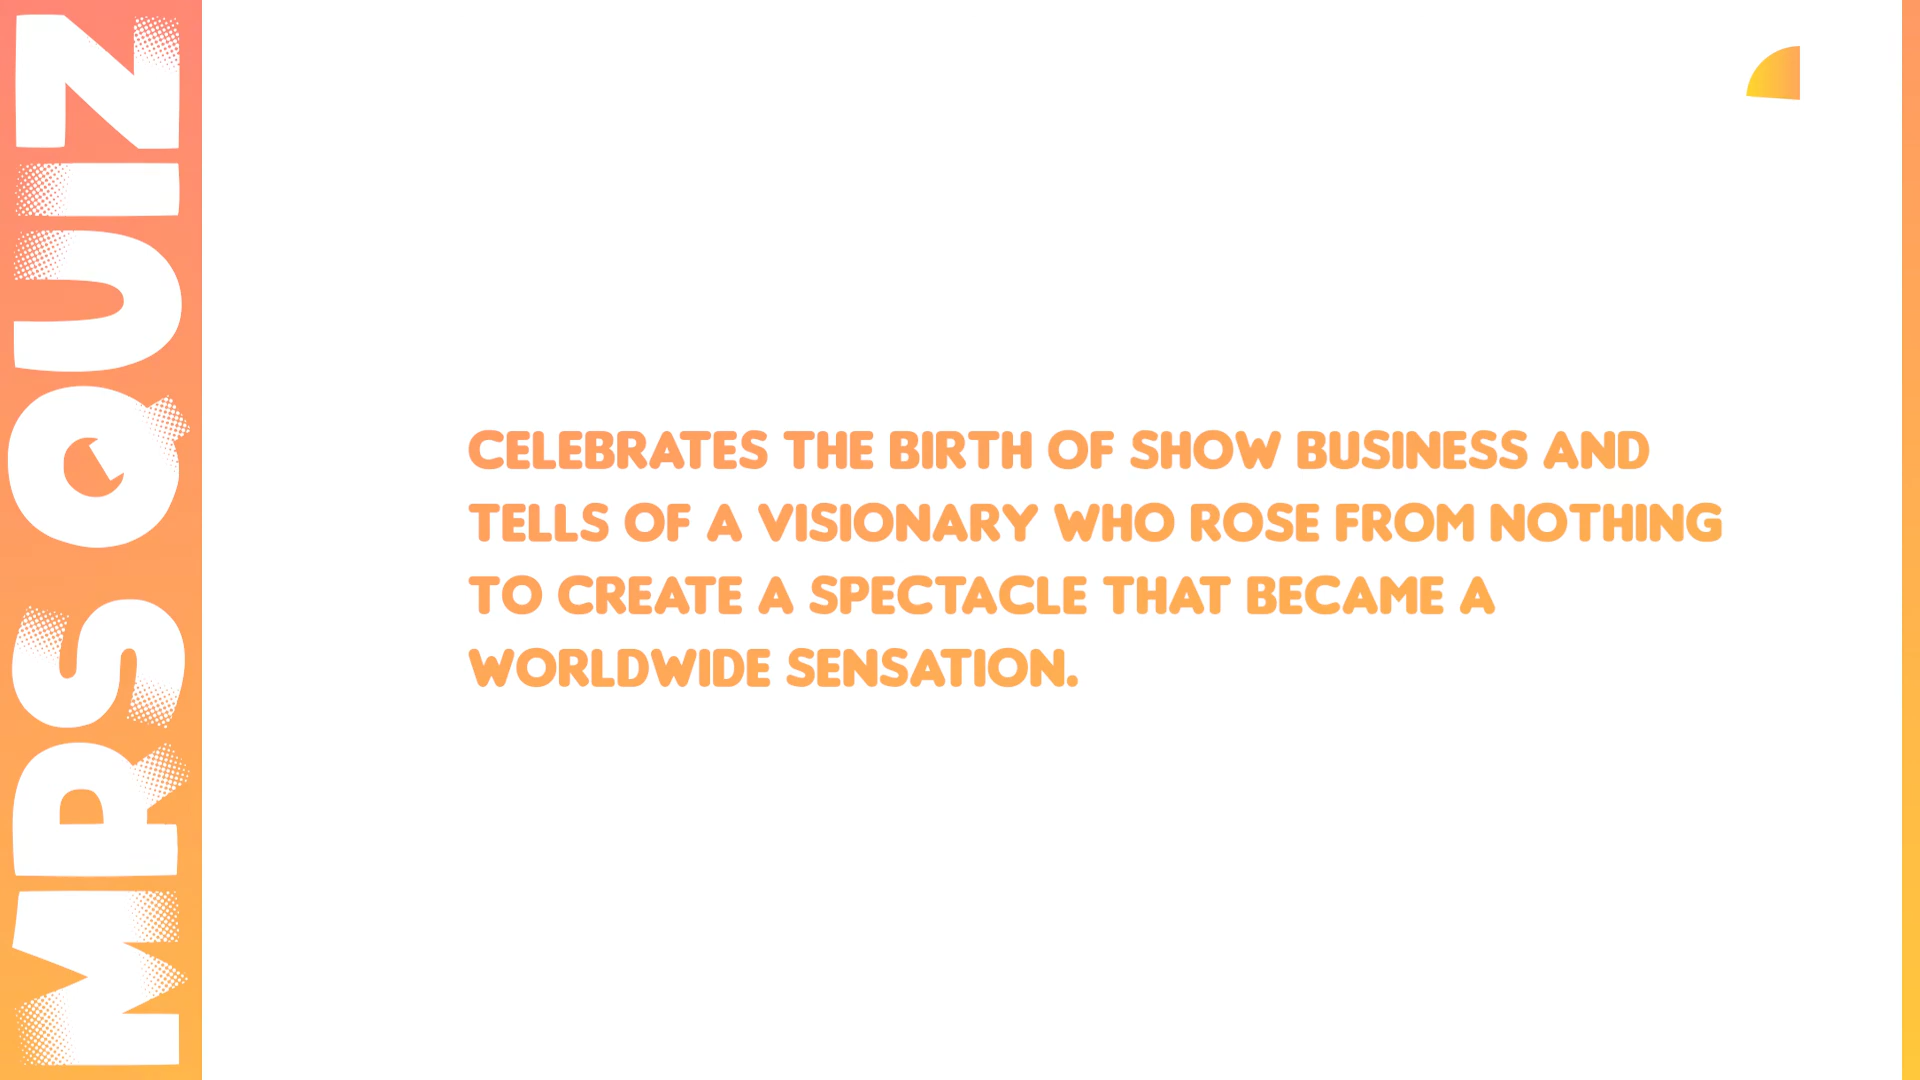 MRS QUIZ
CELEBRATES THE BIRTH OF SHOW BUSINESS AND
TELLS OF A VISIONARY WHO ROSE FROM NOTHING
TO CREATE A SPECTACLE THAT BECAME A
WORLDWIDE SENSATION.